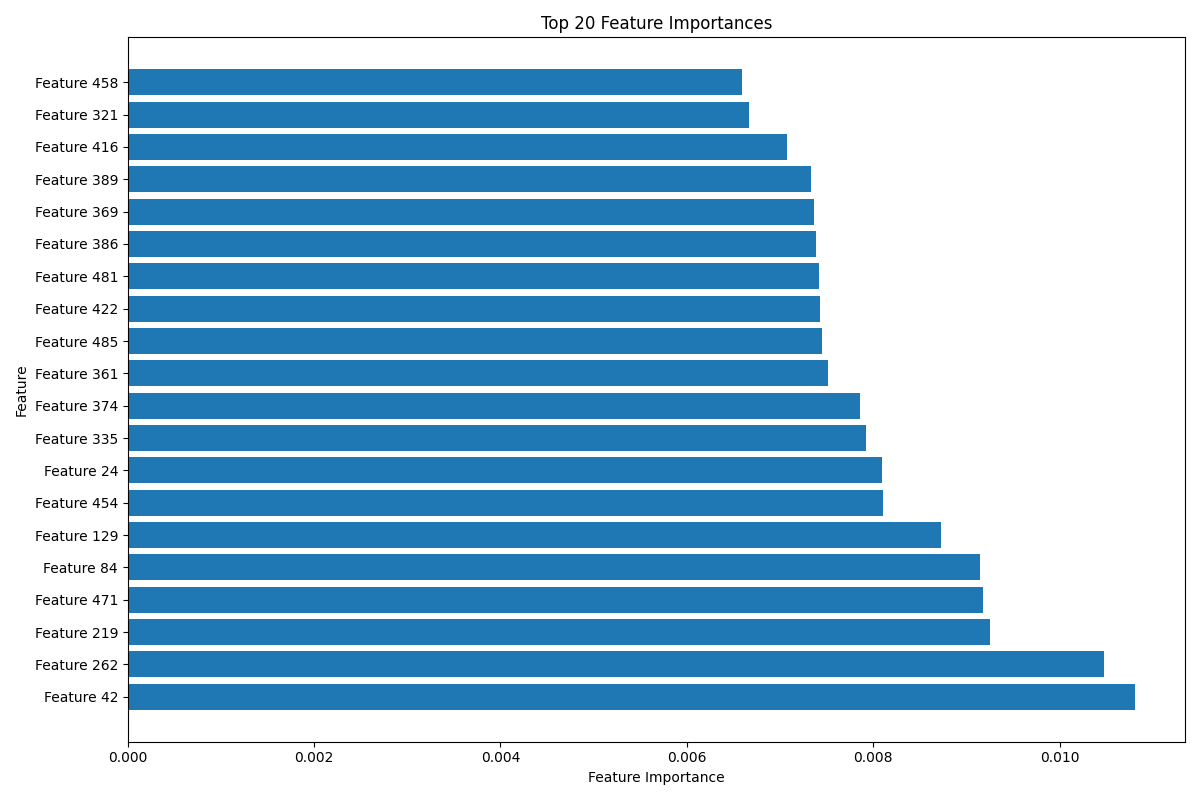 Top 20 Feature Importances
Feature 458
Feature 321
Feature 416
Feature 389
Feature 369
Feature 386
Feature 481
Feature 422
Feature 485
Feature 361
Feature 374
Feature 335
Feature 24
Feature 454
Feature 129
Feature 84
Feature 471
Feature 219
Feature 262
Feature 42
Feature
0.000 0.002 0.004 0.006 0.008 0.010
Feature Importance